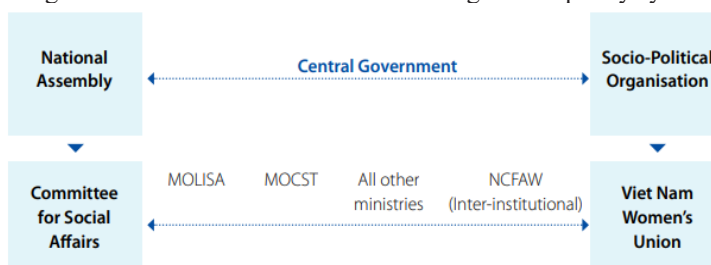 National
Assembly
Central Government
Socio-Political
Organisation
Committee
for Social
Affairs
MOLISA
MOCST
All other
ministries
NCFAW
(Inter-institutional)
Viet Nam
Women's
Union